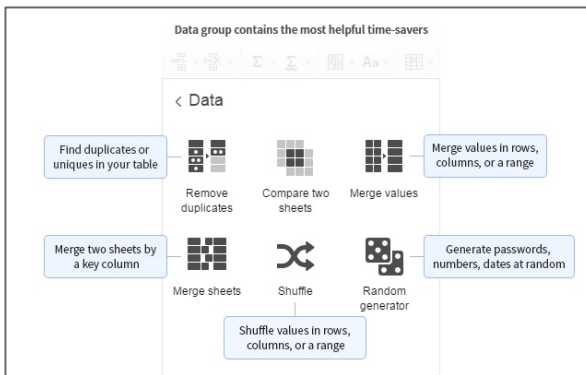 Data group contains the most helpful time-savers
Σ
Σ
Aa
< Data
Find duplicates or
uniques in your table
Merge values in rows,
columns, or a range
Remove
duplicates
Compare two
sheets
Merge values
Merge two sheets by
a key column
Generate passwords,
numbers, dates at random
Merge sheets
Shuffle
Random
generator
Shuffle values in rows,
columns, or a range